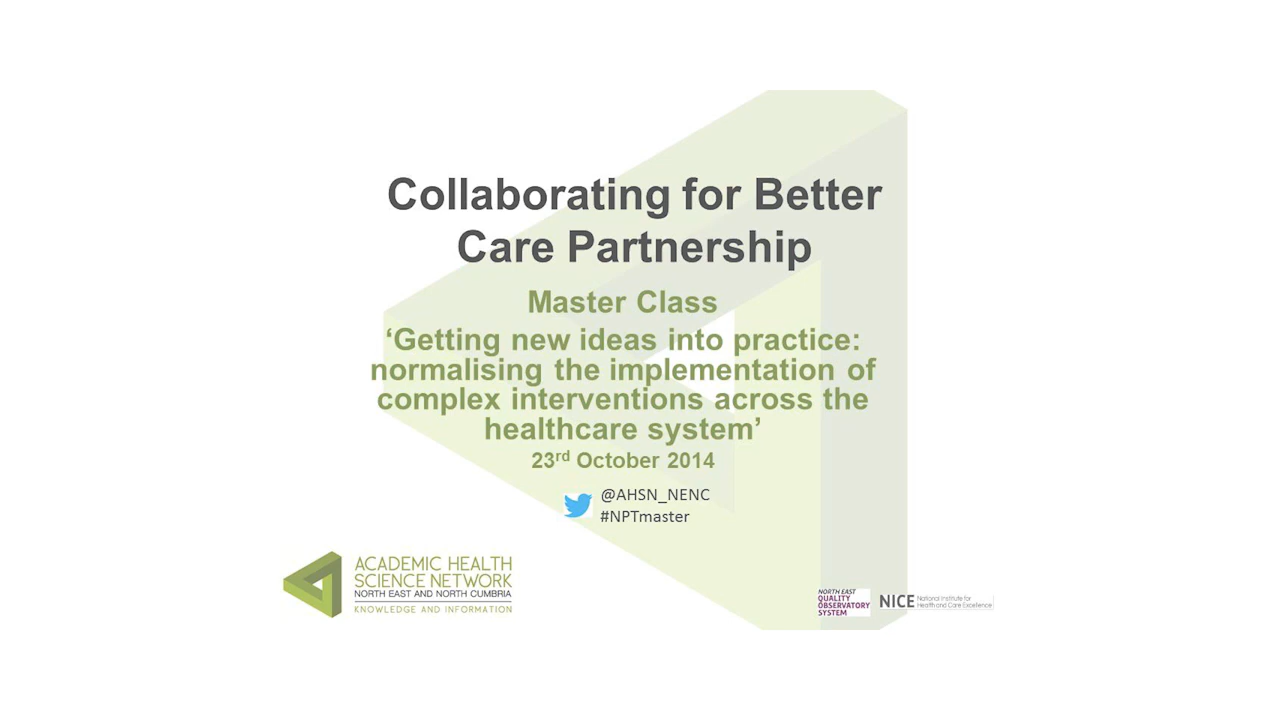 Collaborating for Better
Care Partnership
Master Class
‘Getting new ideas into practice:
normalising the implementation of
complex interventions across the
healthcare system’
23rd October 2014
@AHSN_NENC
#NPTmaster
ACADEMIC HEALTH
SCIENCE NETWORK
NORTH EAST AND NORTH CUMBRIA
KNOWLEDGE AND INFORMATION
NORTH EAST
QUALITY
OBSERVATORY
SYSTEM
NICE National Institute for
Health and Care Excellence